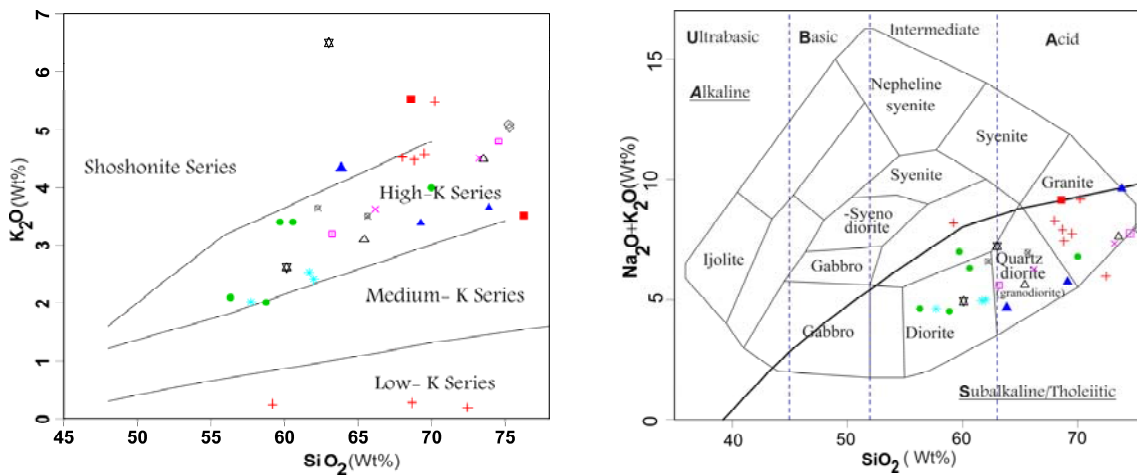 7
6
5
4
3
2
1
0
K2O(Wt%)
Shoshonite Series
High-K Series
Medium- K Series
Low- K Series
45 50 55 60 65 70 75
SiO2(Wt%)
15
10
5
0
Na2O+K2O(Wt%)
Ultrabasic
Basic
Intermediate
Acid
Alkaline
Nepheline
syenite
Syenite
Syenite
Granite
-Syeno
diorite
Ijolite
Gabbro
Quartz
diorite
(granodiorite)
Gabbro
Diorite
Subalkaline/Tholeiitic
40 50 60 70
SiO2 ( Wt%)